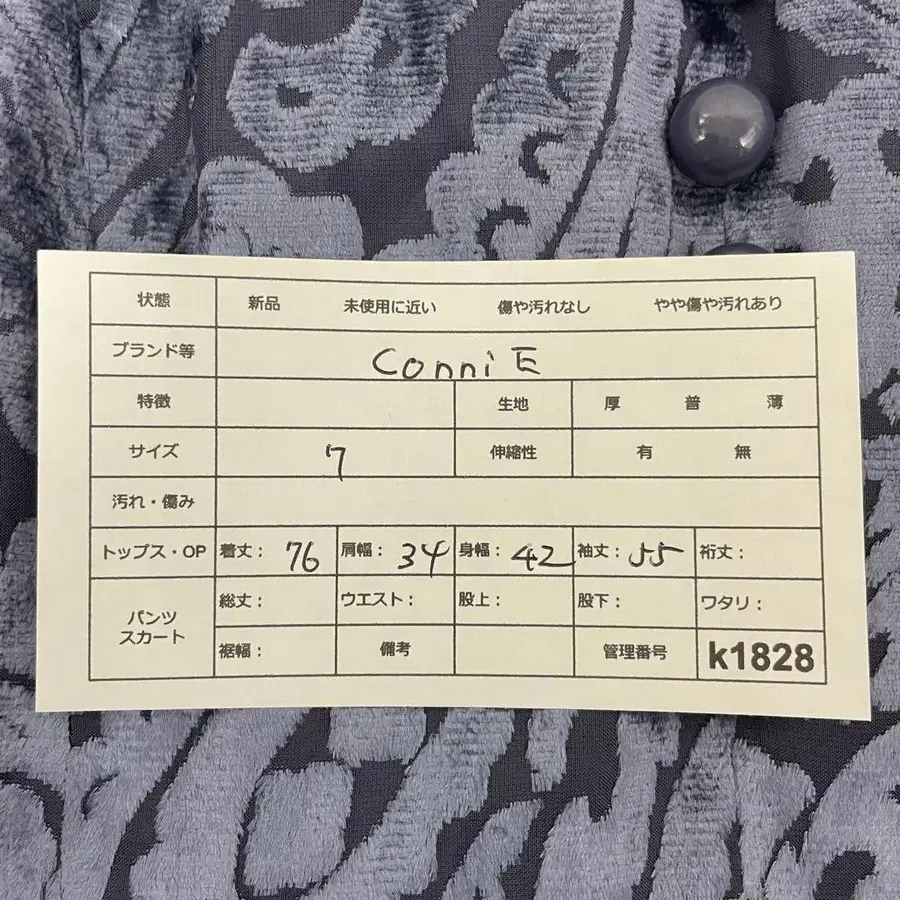 状態 新品 未使用に近い 傷や汚れなし やや傷や汚れあり
ブランド等 Conni E
特徴 生地 厚 普 薄
サイズ 7 伸縮性 有 無
汚れ・傷み
トップス・OP 着丈： 76 肩幅： 34 身幅： 42 袖丈： 55 裄丈：
パンツ 総丈： ウエスト： 股上： 股下： ワタリ：
スカート
裾幅： 備考 管理番号 k1828